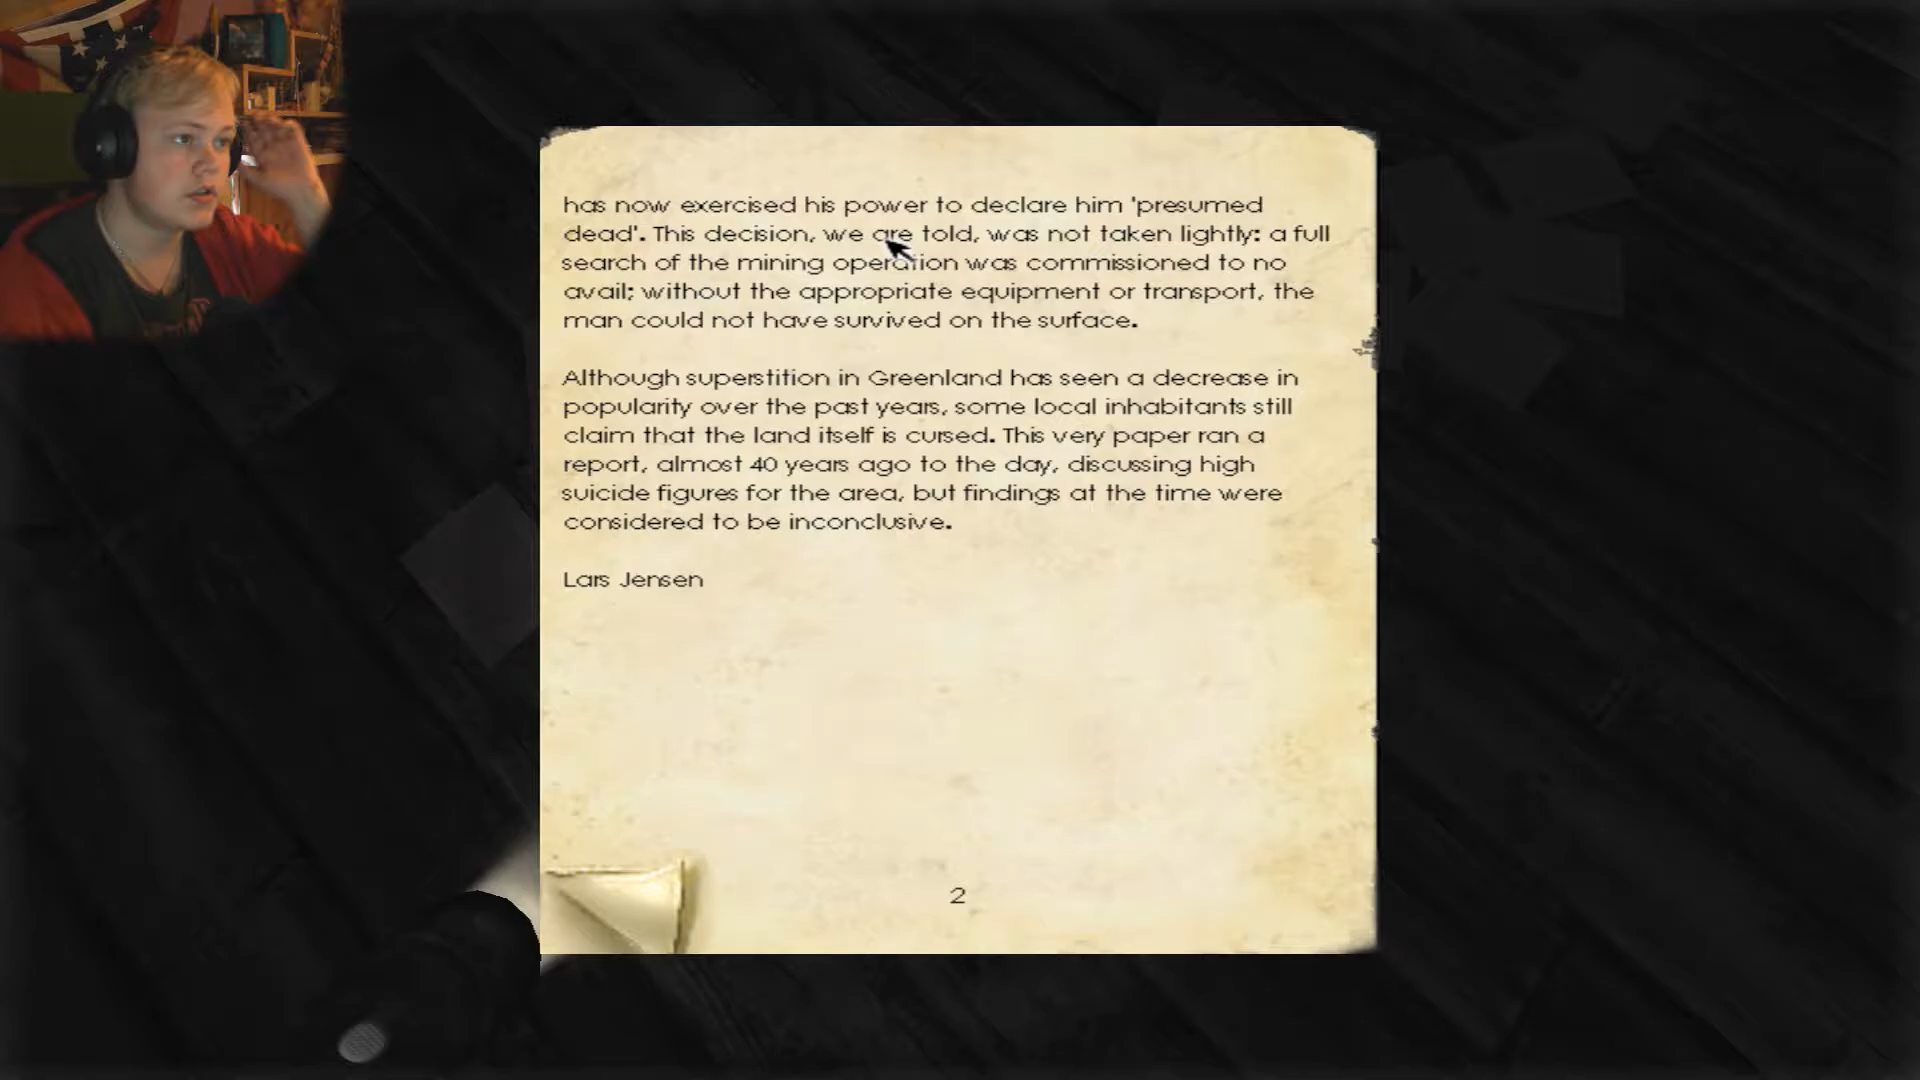 has now exercised his power to declare him 'presumed
dead'. This decision, we are told, was not taken lightly: a full
search of the mining operation was commissioned to no
avail; without the appropriate equipment or transport, the
man could not have survived on the surface.
Although superstition in Greenland has seen a decrease in
popularity over the past years, some local inhabitants still
claim that the land itself is cursed. This very paper ran a
report, almost 40 years ago to the day, discussing high
suicide figures for the area, but findings at the time were
considered to be inconclusive.
Lars Jensen
2